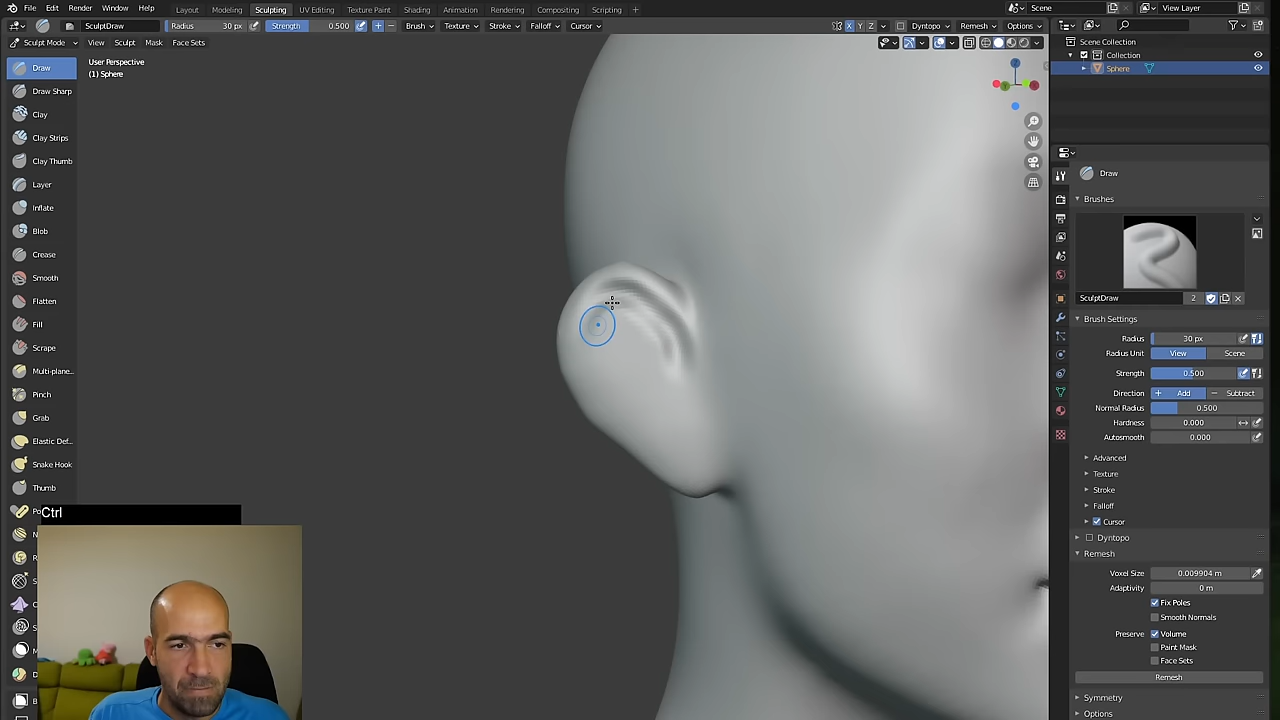 File Edit Render Window Help Layout Modeling Sculpting UV Editing Texture Paint Shading Animation Rendering Compositing Scripting + Scene View Layer
SculptDraw Radius 30 px Strength 0.500 + − Brush Texture Stroke Falloff Cursor X Y Z Dyntopo Remesh Options
Sculpt Mode View Sculpt Mask Face Sets
Scene Collection
Collection
Sphere
User Perspective
(1) Sphere
Draw
Draw Sharp
Clay
Clay Strips
Clay Thumb
Layer
Inflate
Blob
Crease
Smooth
Flatten
Fill
Scrape
Multi-plane...
Pinch
Grab
Elastic Def...
Snake Hook
Thumb
Ctrl
Z
Draw
Brushes
SculptDraw 2
Brush Settings
Radius 30 px
Radius Unit View Scene
Strength 0.500
Direction + Add − Subtract
Normal Radius 0.500
Hardness 0.000
Autosmooth 0.000
Advanced
Texture
Stroke
Falloff
Cursor
Dyntopo
Remesh
Voxel Size 0.009904 m
Adaptivity 0 m
Fix Poles
Smooth Normals
Preserve Volume
Paint Mask
Face Sets
Remesh
Symmetry
Options